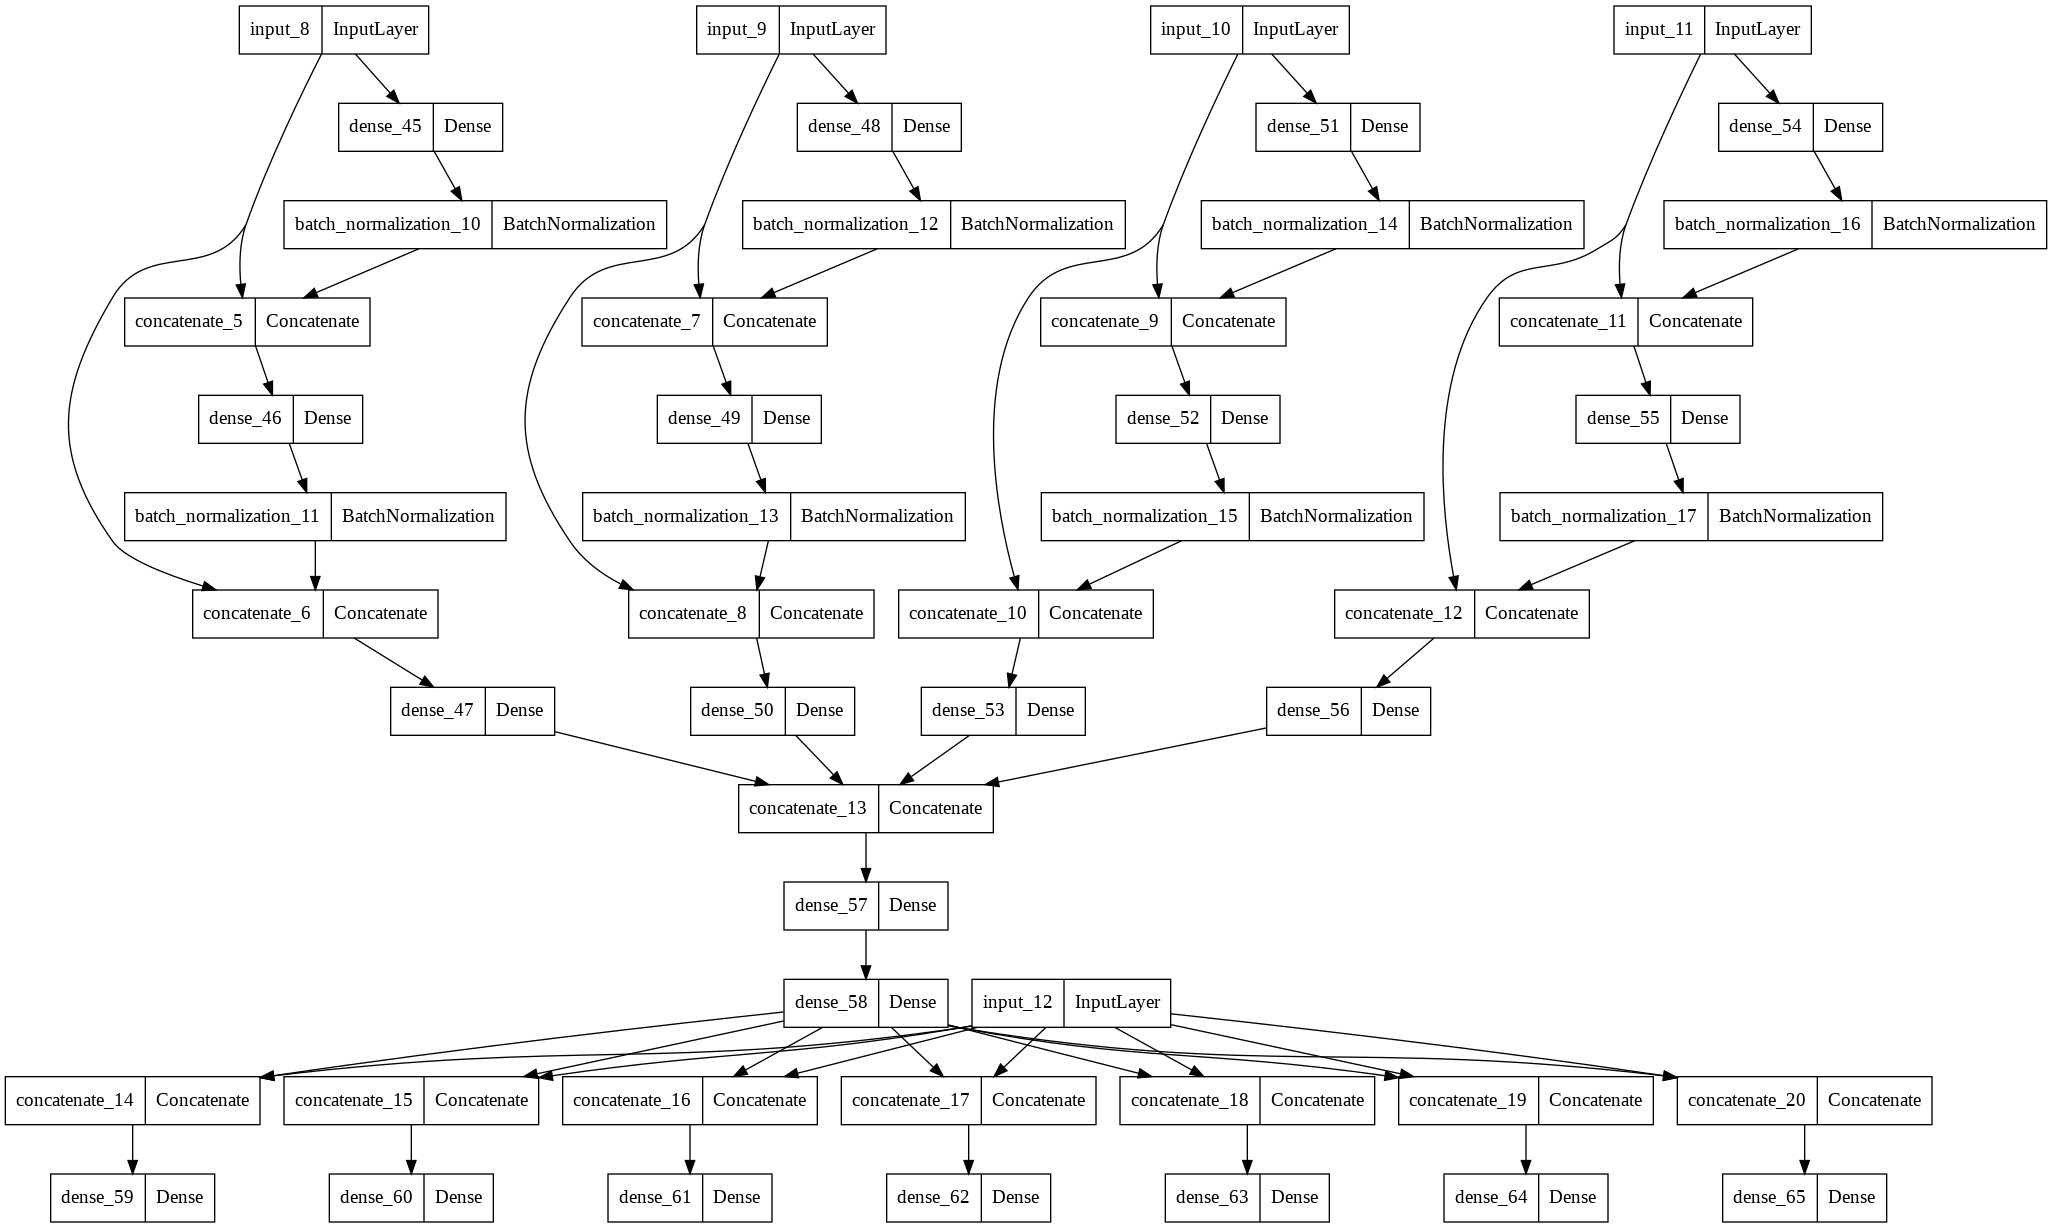 input_8 InputLayer
input_9 InputLayer
input_10 InputLayer
input_11 InputLayer
dense_45 Dense
dense_48 Dense
dense_51 Dense
dense_54 Dense
batch_normalization_10 BatchNormalization
batch_normalization_12 BatchNormalization
batch_normalization_14 BatchNormalization
batch_normalization_16 BatchNormalization
concatenate_5 Concatenate
concatenate_7 Concatenate
concatenate_9 Concatenate
concatenate_11 Concatenate
dense_46 Dense
dense_49 Dense
dense_52 Dense
dense_55 Dense
batch_normalization_11 BatchNormalization
batch_normalization_13 BatchNormalization
batch_normalization_15 BatchNormalization
batch_normalization_17 BatchNormalization
concatenate_6 Concatenate
concatenate_8 Concatenate
concatenate_10 Concatenate
concatenate_12 Concatenate
dense_47 Dense
dense_50 Dense
dense_53 Dense
dense_56 Dense
concatenate_13 Concatenate
dense_57 Dense
dense_58 Dense
input_12 InputLayer
concatenate_14 Concatenate
concatenate_15 Concatenate
concatenate_16 Concatenate
concatenate_17 Concatenate
concatenate_18 Concatenate
concatenate_19 Concatenate
concatenate_20 Concatenate
dense_59 Dense
dense_60 Dense
dense_61 Dense
dense_62 Dense
dense_63 Dense
dense_64 Dense
dense_65 Dense